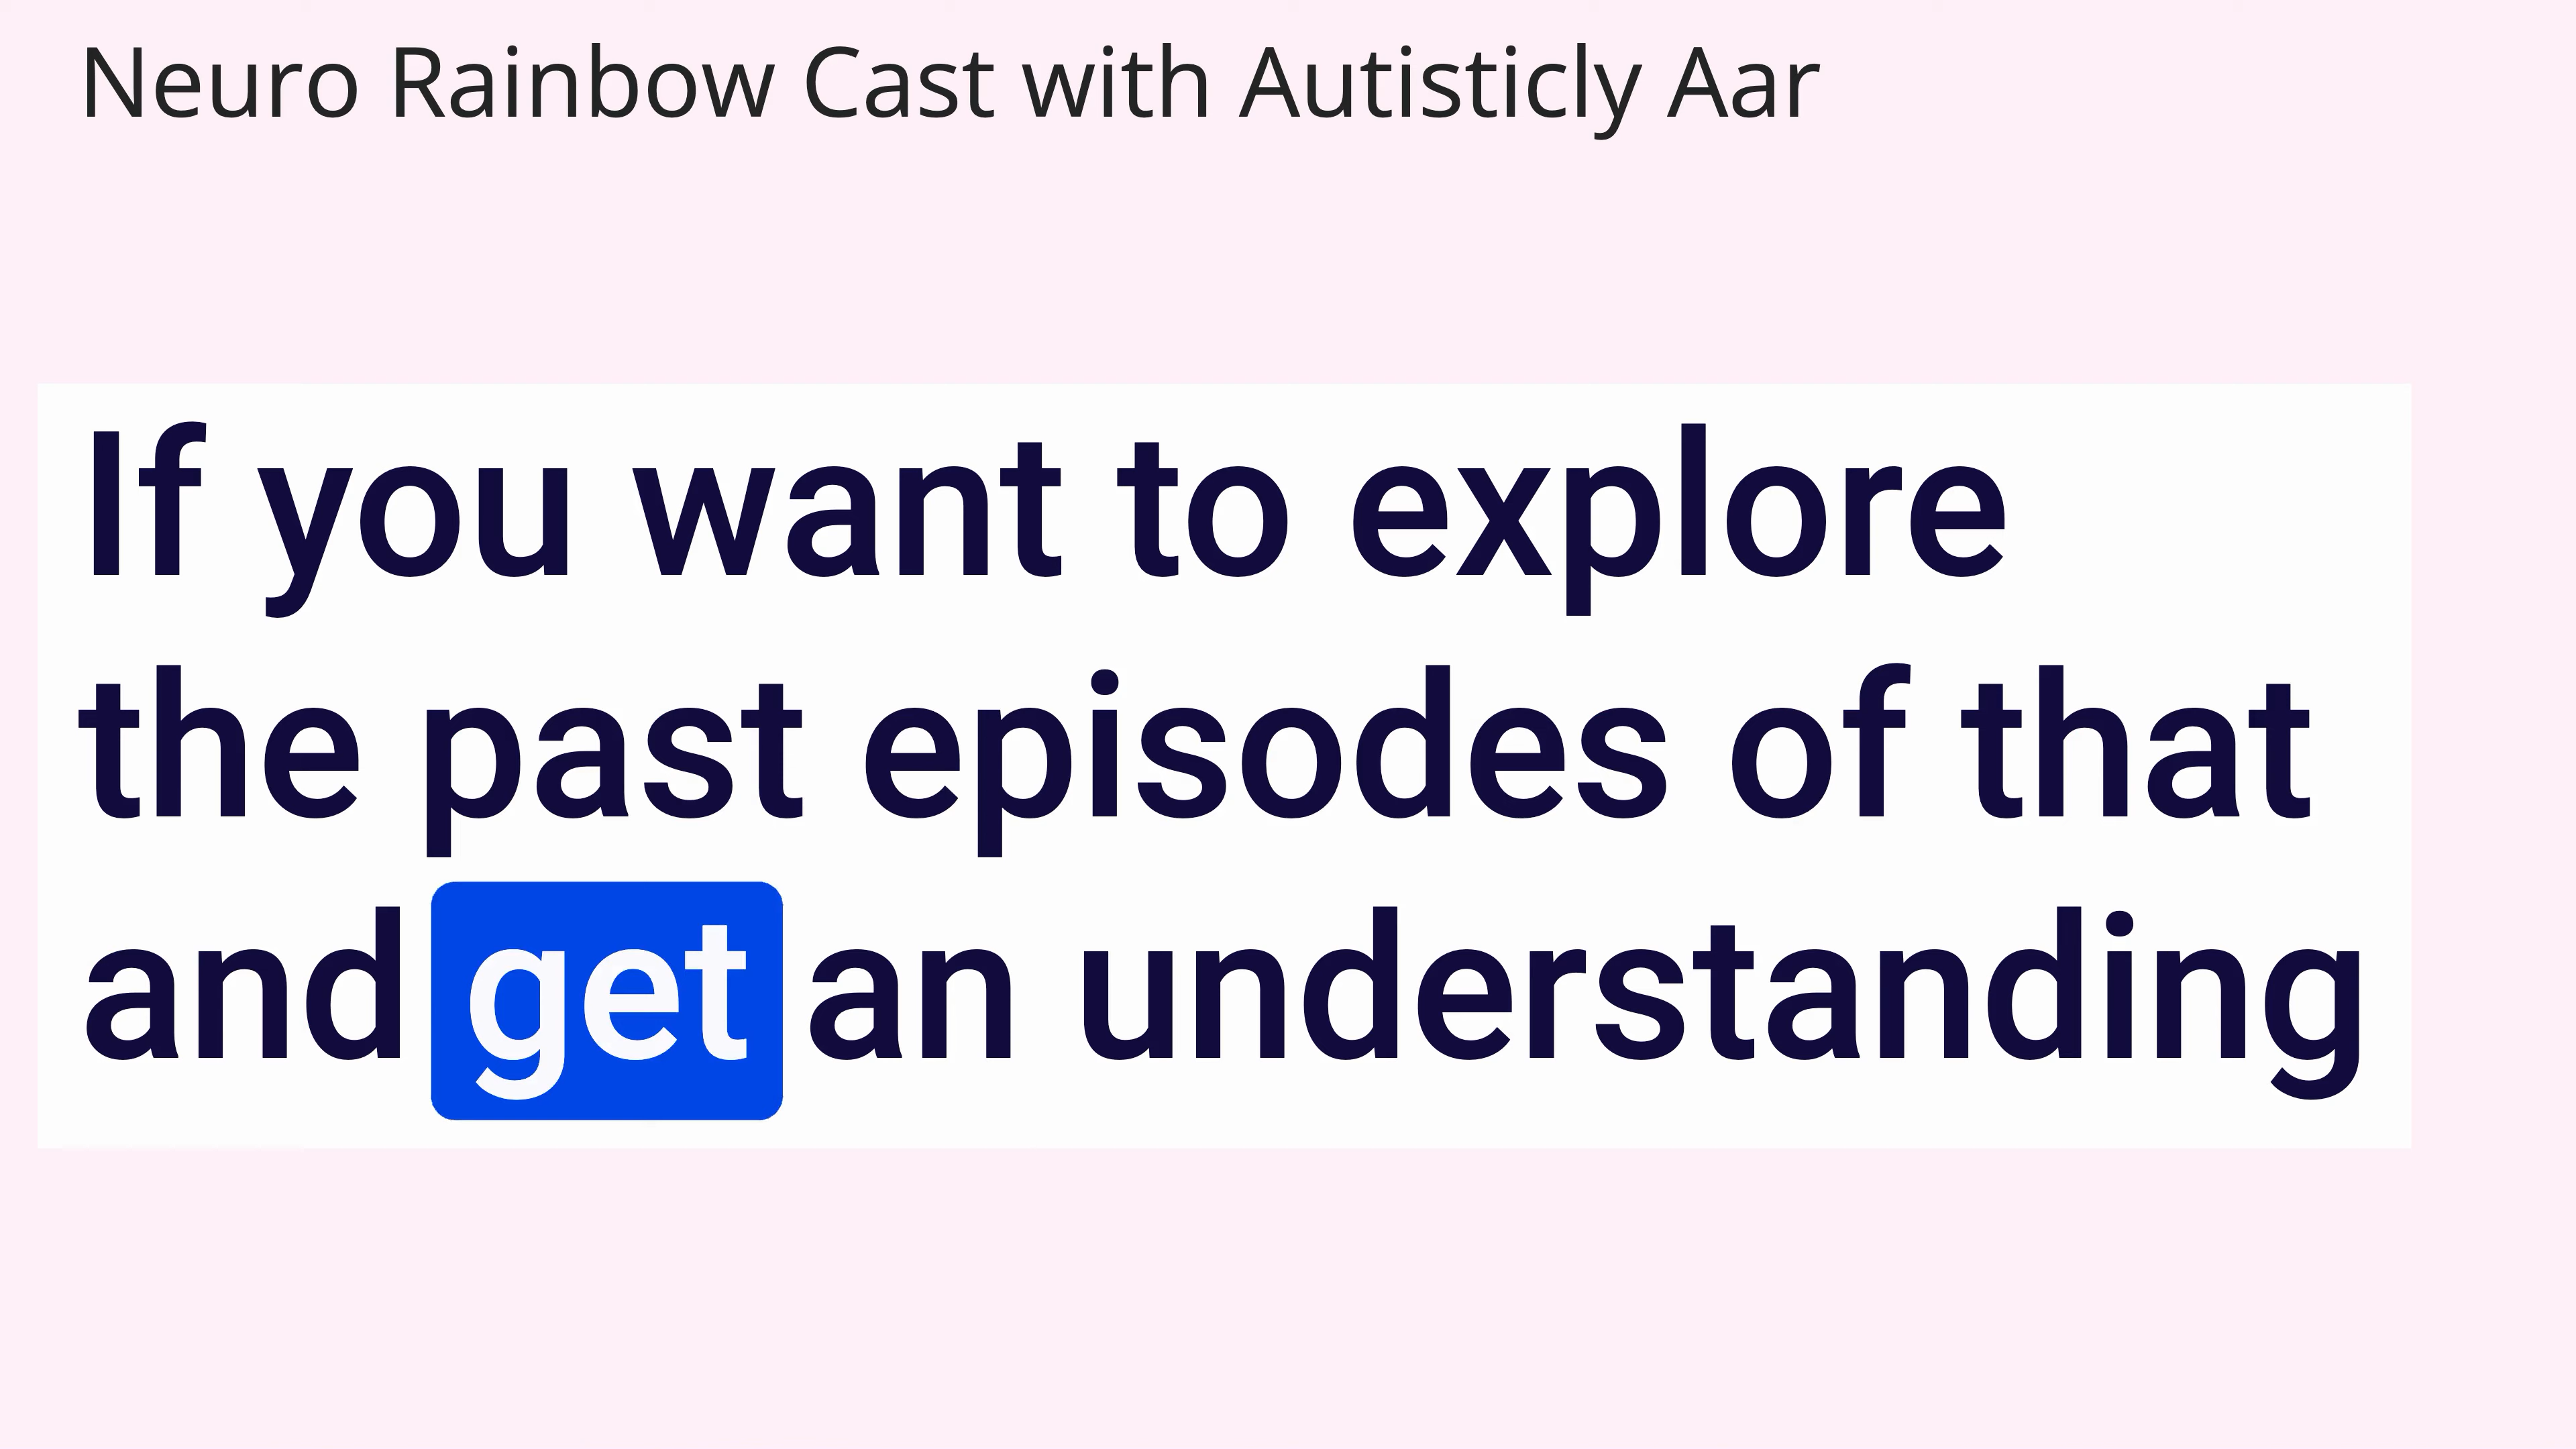 Neuro Rainbow Cast with Autisticly Aar
If you want to explore
the past episodes of that
and get an understanding